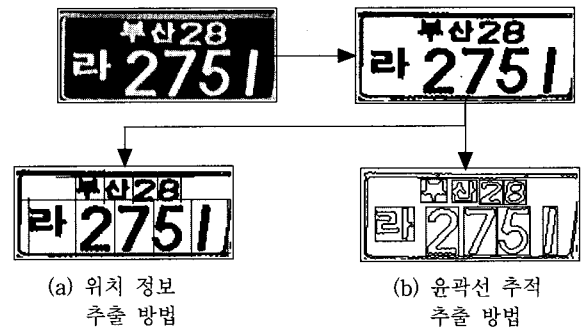 부산28
라 2751
부산28
라 2751
부산28
라 2751
부산28
라 2751
(a) 위치 정보
추출 방법
(b) 윤곽선 추적
추출 방법